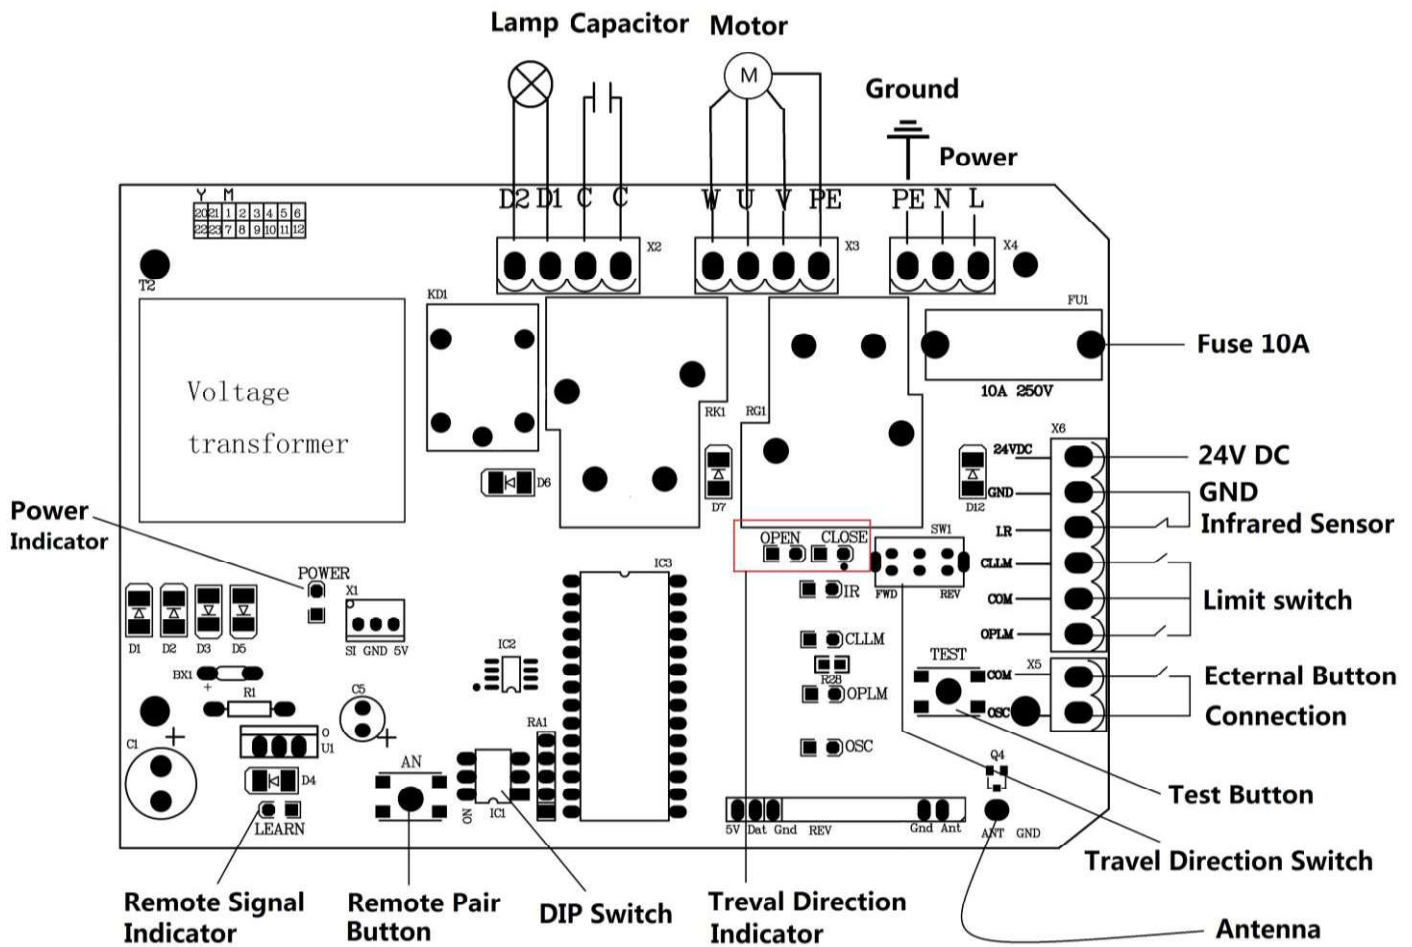 Lamp Capacitor Motor
Ground
Power
Y M
20 21 1 2 3 4 5 6
22 23 7 8 9 10 11 12
D2 D1 C C
W U V PE
PE N L
X2
X3
X4
T2
KD1
FU1
Fuse 10A
10A 250V
Voltage
transformer
RK1
RG1
X6
24VDC
24V DC
GND
GND
LR
Infrared Sensor
CLLM
COM
Limit switch
OPLM
D6
D7
D12
Power
Indicator
OPEN CLOSE
SW1
FWD REV
IR
CLLM
R28
OPLM
OSC
POWER
X1
SI GND 5V
IC3
IC2
D1 D2 D3 D5
BX1
+
R1
C5
+
C1
+
O
U1
D4
LEARN
AN
RA1
ON
IC1
TEST
COM
X5
OSC
Ecternal Button
Connection
Q4
5V Dat Gnd REV Gnd Ant
ANT GND
Test Button
Travel Direction Switch
Antenna
Remote Signal
Indicator
Remote Pair
Button
DIP Switch
Treval Direction
Indicator
M